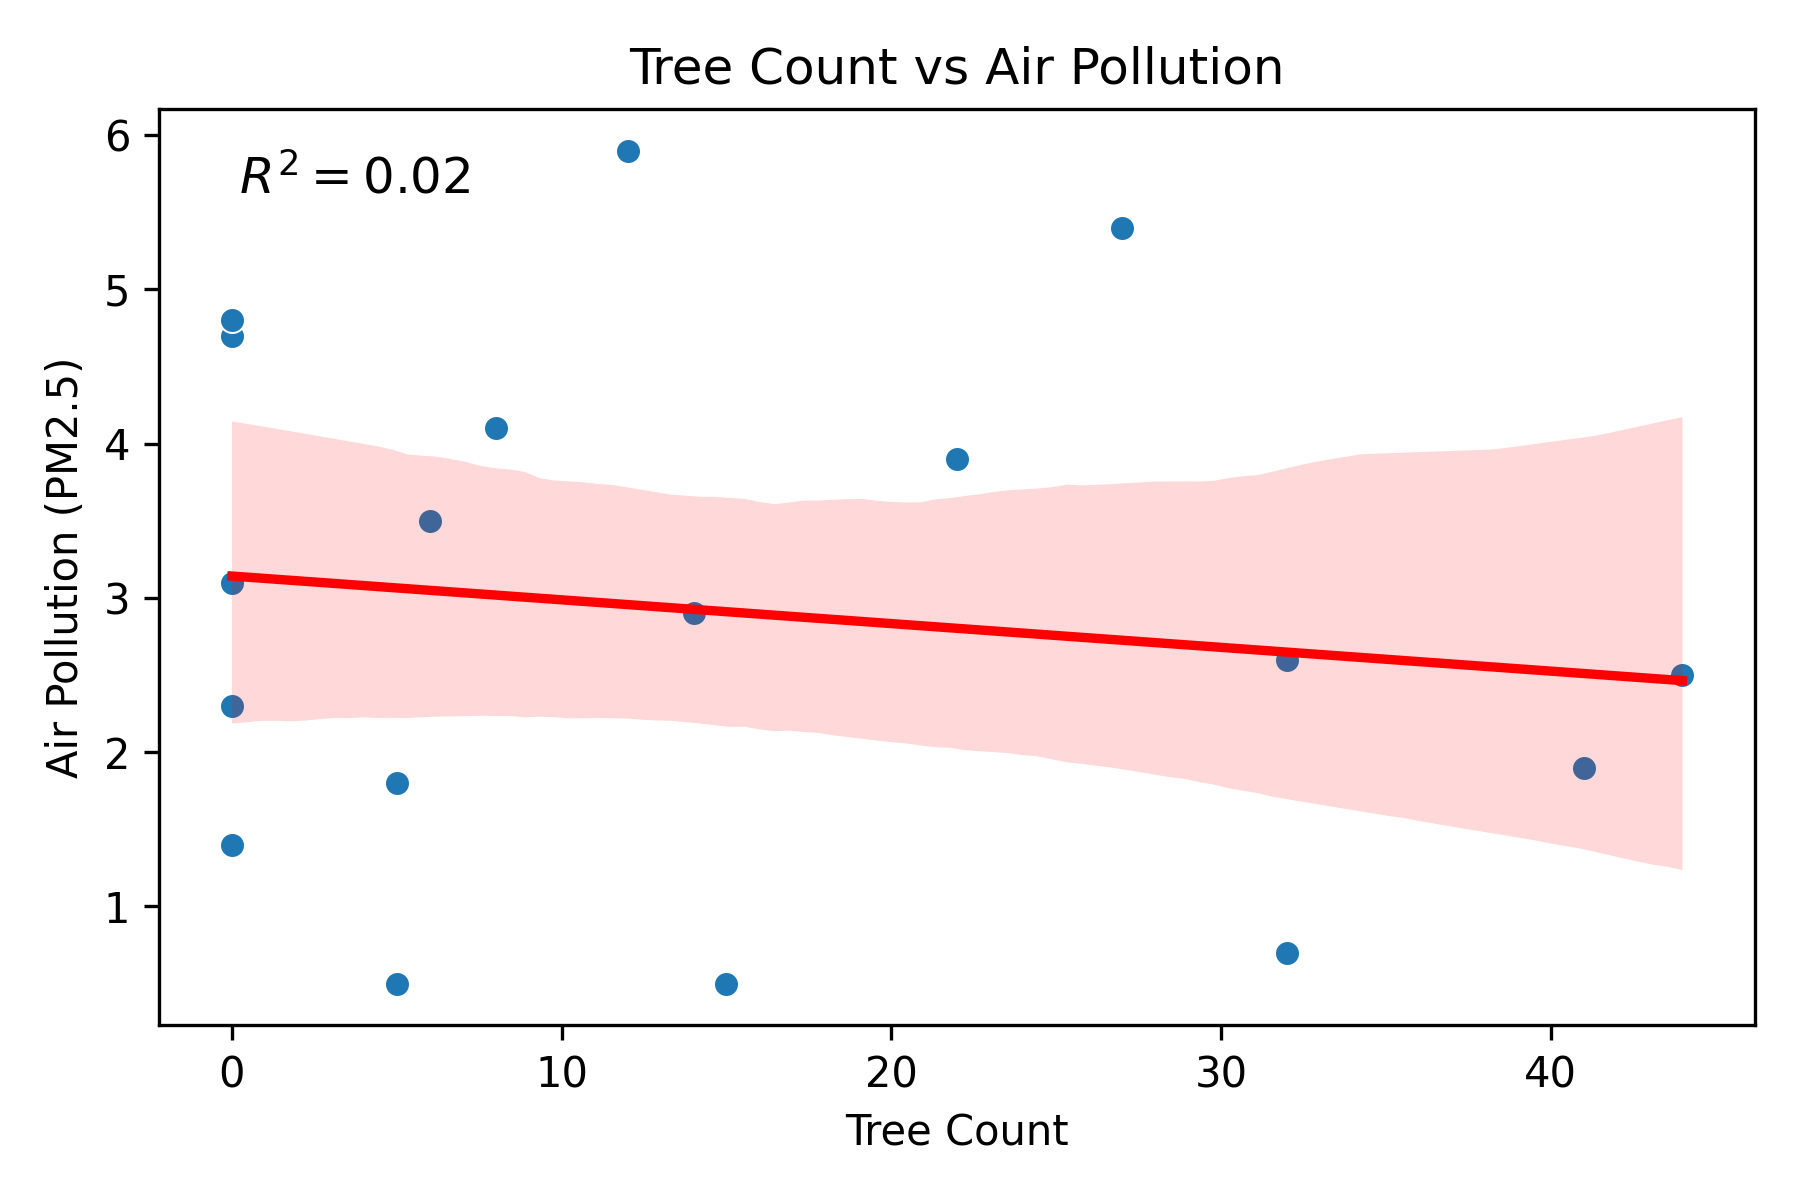 Tree Count vs Air Pollution
R² = 0.02
Air Pollution (PM2.5)
6
5
4
3
2
1
0
10
20
30
40
Tree Count